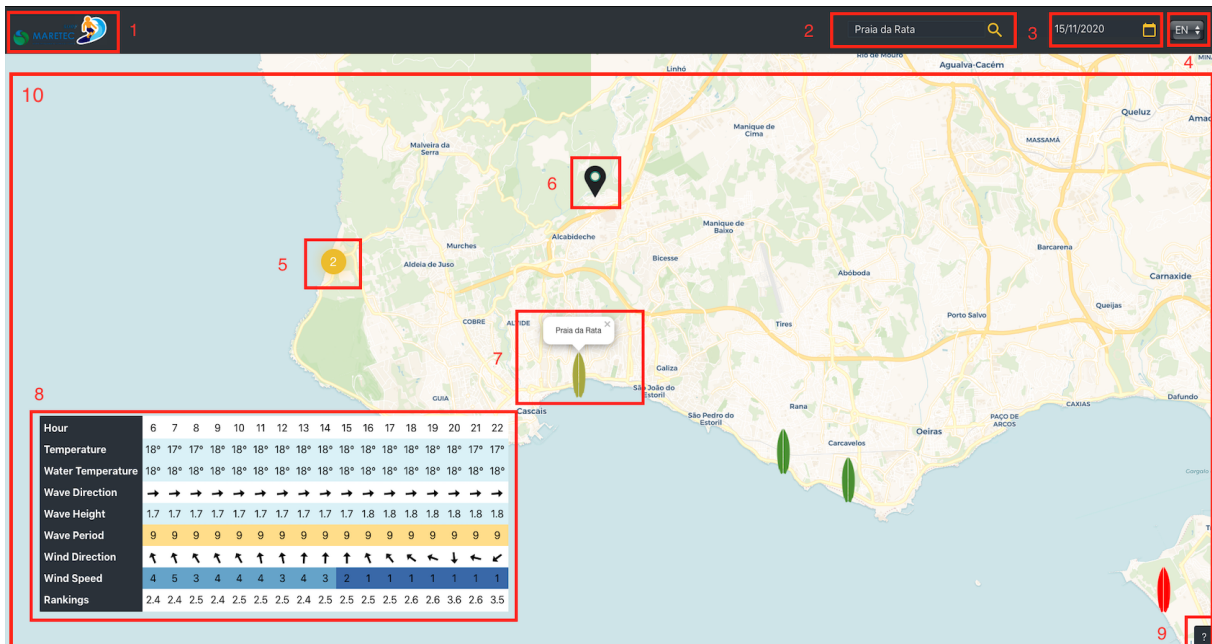 MARETEC
1
2
Praia da Rata
3
15/11/2020
EN
4
10
Rio de Mouro
Agualva-Cacém
Linhó
Queluz
Manique de
Cima
MASSAMÁ
Malveira da
Serra
6
Manique de
Baixo
Alcabideche
Murches
Barcarena
5
2
Aldeia de Juso
Bicesse
Abóboda
Carnaxide
Queijas
Porto Salvo
COBRE
Praia da Rata
×
Tires
7
Galiza
São João do
Estoril
8
GUIA
Cascais
São Pedro do
Estoril
Rana
PAÇO DE
ARCOS
CAXIAS
Dafundo
Oeiras
Carcavelos
Hour 6 7 8 9 10 11 12 13 14 15 16 17 18 19 20 21 22
Temperature 18° 17° 17° 18° 18° 18° 18° 18° 18° 18° 18° 18° 18° 18° 18° 17° 17°
Water Temperature 18° 18° 18° 18° 18° 18° 18° 18° 18° 18° 18° 18° 18° 18° 18° 18° 18°
Wave Direction
Wave Height 1.7 1.7 1.7 1.7 1.7 1.7 1.7 1.7 1.7 1.7 1.8 1.8 1.8 1.8 1.8 1.8 1.8
Wave Period 9 9 9 9 9 9 9 9 9 9 9 9 9 9 9 9 9
Wind Direction
Wind Speed 4 5 3 4 4 4 3 4 3 2 1 1 1 1 1 1 1
Rankings 2.4 2.4 2.5 2.4 2.5 2.5 2.5 2.4 2.5 2.5 2.5 2.5 2.6 2.6 3.6 2.6 3.5
9
?